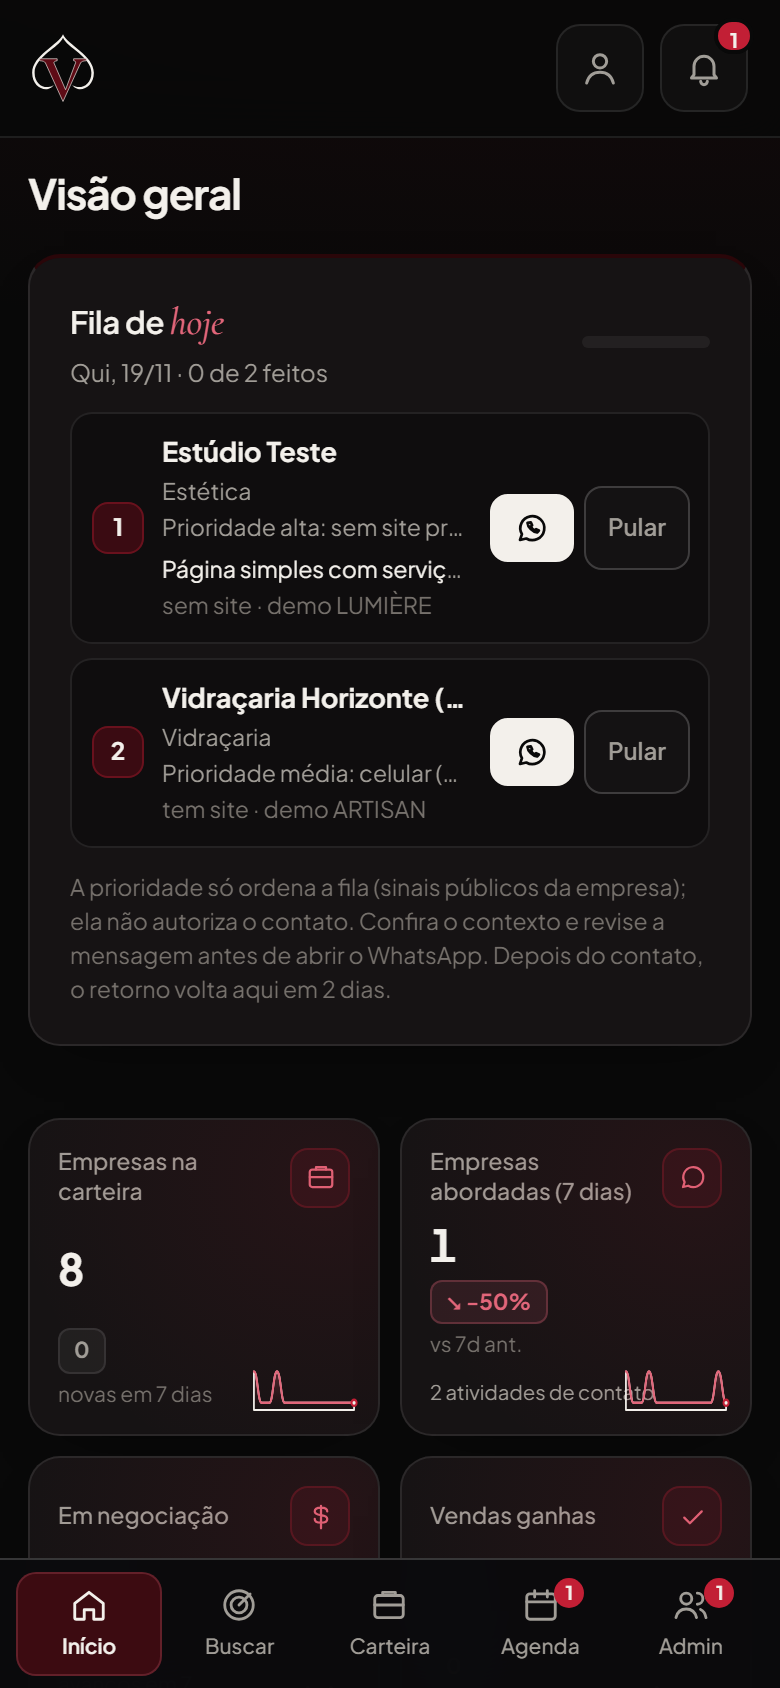 V
1
Visão geral
Fila de hoje
Qui, 19/11 · 0 de 2 feitos
Estúdio Teste
Estética
1
Prioridade alta: sem site pr...
Pular
Página simples com serviç...
sem site · demo LUMIÈRE
Vidraçaria Horizonte (...
Vidraçaria
2
Prioridade média: celular (...
Pular
tem site · demo ARTISAN
A prioridade só ordena a fila (sinais públicos da empresa);
ela não autoriza o contato. Confira o contexto e revise a
mensagem antes de abrir o WhatsApp. Depois do contato,
o retorno volta aqui em 2 dias.
Empresas na
carteira
8
0
novas em 7 dias
Empresas
abordadas (7 dias)
1
↘ -50%
vs 7d ant.
2 atividades de contato
Em negociação
$
Vendas ganhas
Início
Buscar
Carteira
1
Agenda
1
Admin